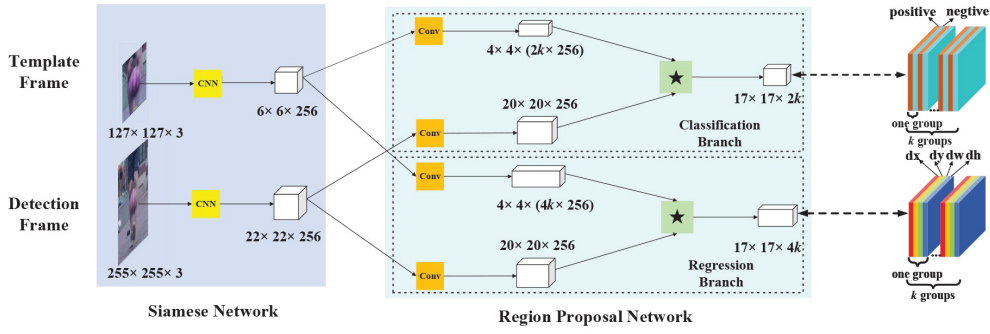 Template
Frame
127× 127× 3
CNN
6× 6× 256
Detection
Frame
255× 255× 3
CNN
22× 22× 256
Siamese Network
Conv
4× 4× (2k× 256)
Conv
20× 20× 256
★
17× 17× 2k
Classification
Branch
Conv
4× 4× (4k× 256)
Conv
20× 20× 256
★
17× 17× 4k
Regression
Branch
Region Proposal Network
positive negtive
...
one group
k groups
dx dy dw dh
...
one group
k groups